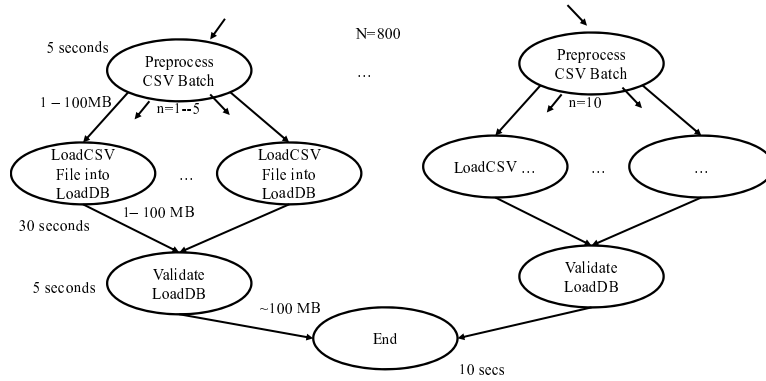 N=800
5 seconds
Preprocess
CSV Batch
...
Preprocess
CSV Batch
1 – 100MB
n=1--5
n=10
LoadCSV
File into
LoadDB
...
LoadCSV
File into
LoadDB
LoadCSV ...
...
...
1– 100 MB
30 seconds
Validate
LoadDB
Validate
LoadDB
5 seconds
~100 MB
End
10 secs